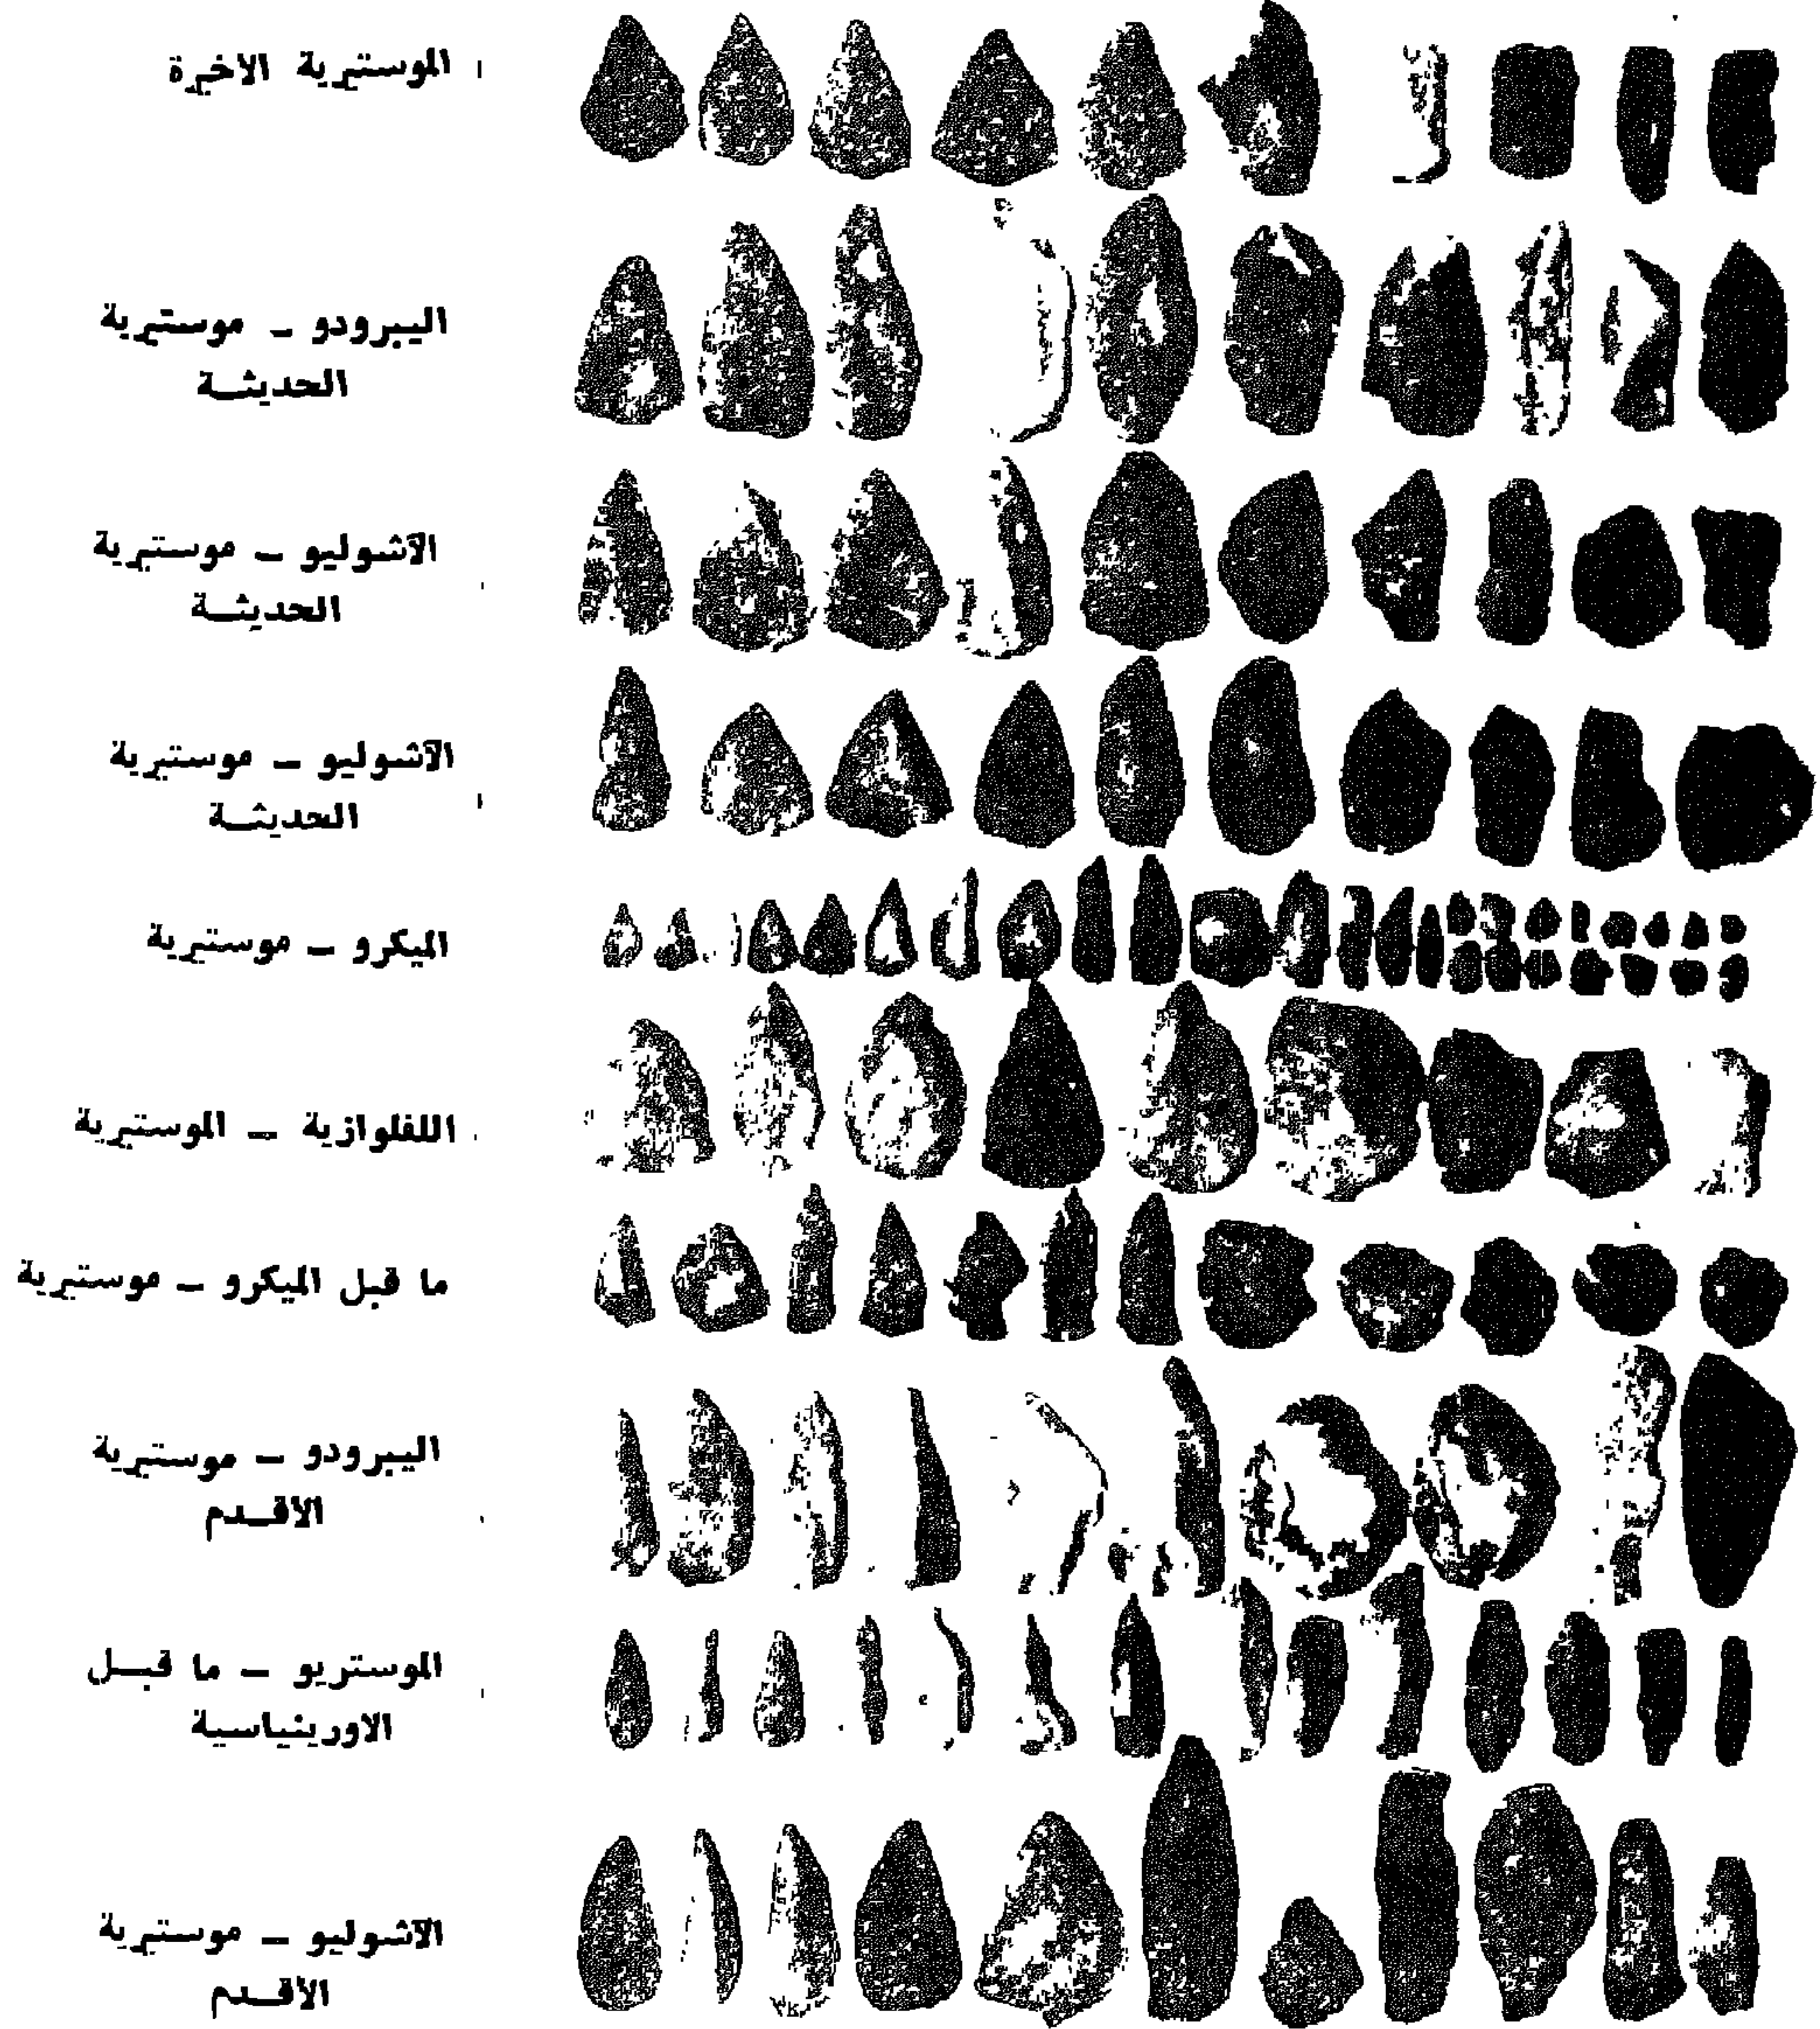 الموستيرية الاخيرة
اليبرودو - موستيرية
الحديثة
الآشوليو - موستيرية
الحديثة
الآشوليو - موستيرية
الحديثة
الميكرو - موستيرية
اللفلوازية - الموستيرية
ما قبل الميكرو - موستيرية
اليبرودو - موستيرية
الأقدم
الموستريو - ما قبل
الاورينياسية
الآشوليو - موستيرية
الأقدم